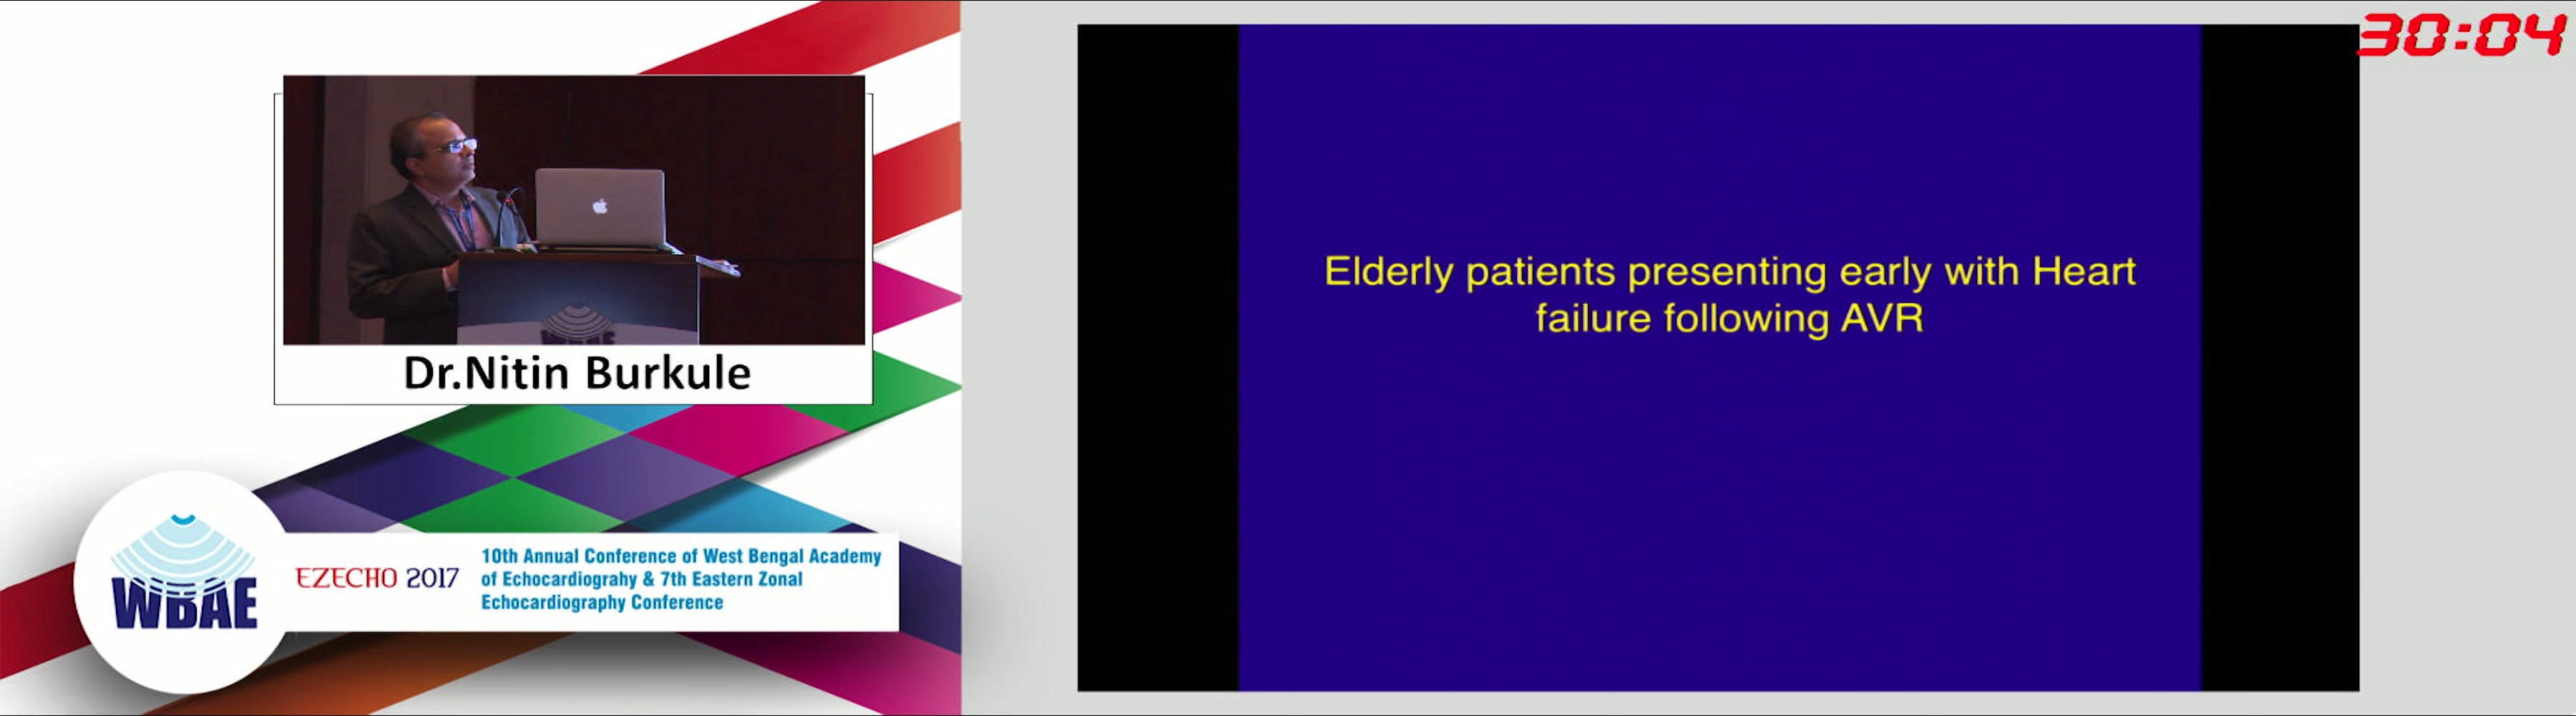 30:04
Dr.Nitin Burkule
Elderly patients presenting early with Heart
failure following AVR
WBAE
EZECHO 2017
10th Annual Conference of West Bengal Academy
of Echocardiograhy & 7th Eastern Zonal
Echocardiography Conference